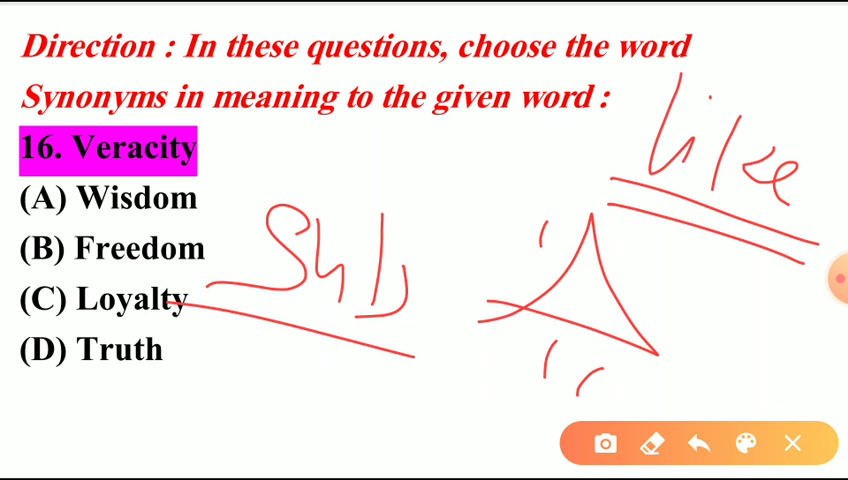 Direction : In these questions, choose the word
Synonyms in meaning to the given word :
like
16. Veracity
(A) Wisdom
(B) Freedom
(C) Loyalty
(D) Truth